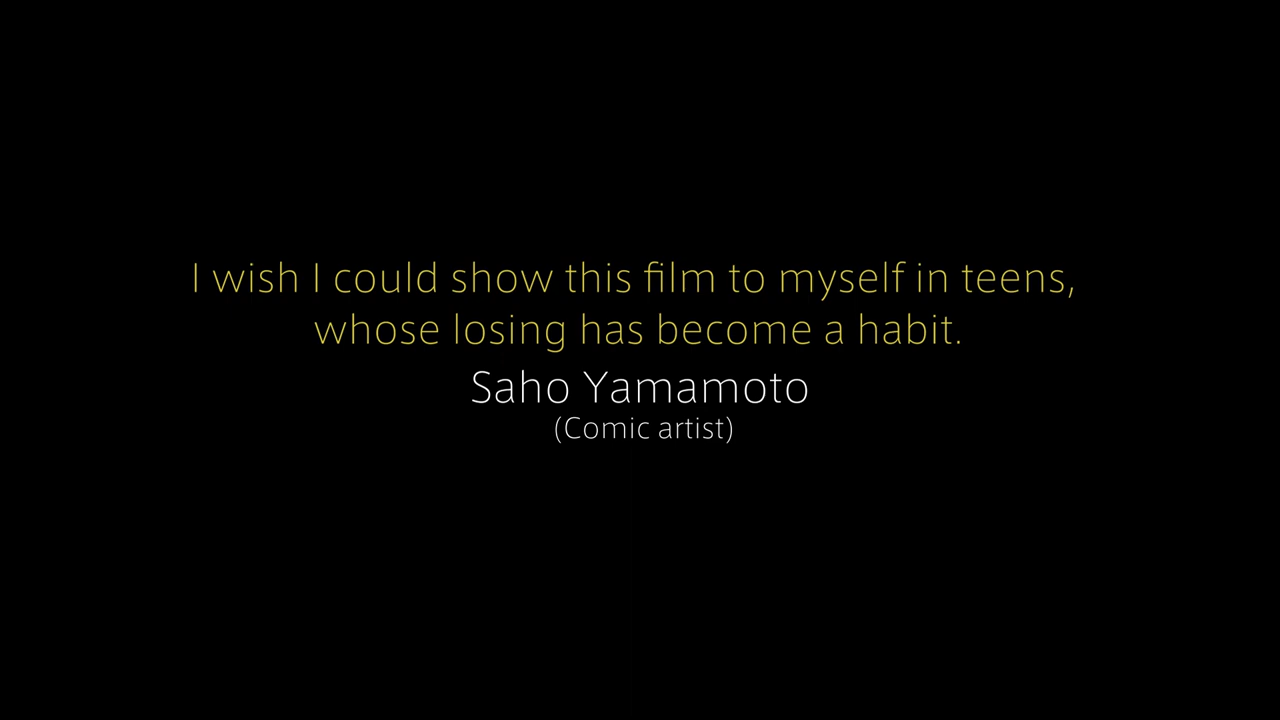 I wish I could show this film to myself in teens,
whose losing has become a habit.
Saho Yamamoto
(Comic artist)